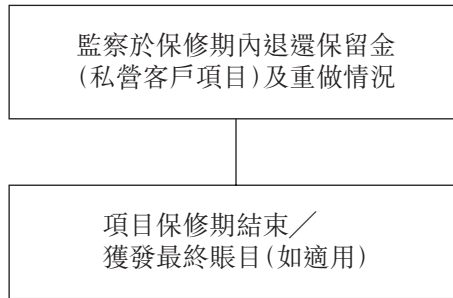 監察於保修期內退還保留金
(私營客戶項目)及重做情況
項目保修期結束／
獲發最終賬目(如適用)